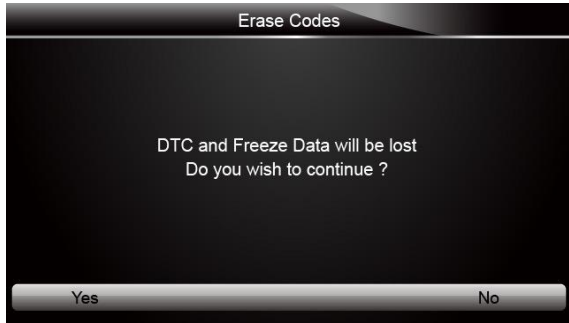 Erase Codes
DTC and Freeze Data will be lost
Do you wish to continue ?
Yes No